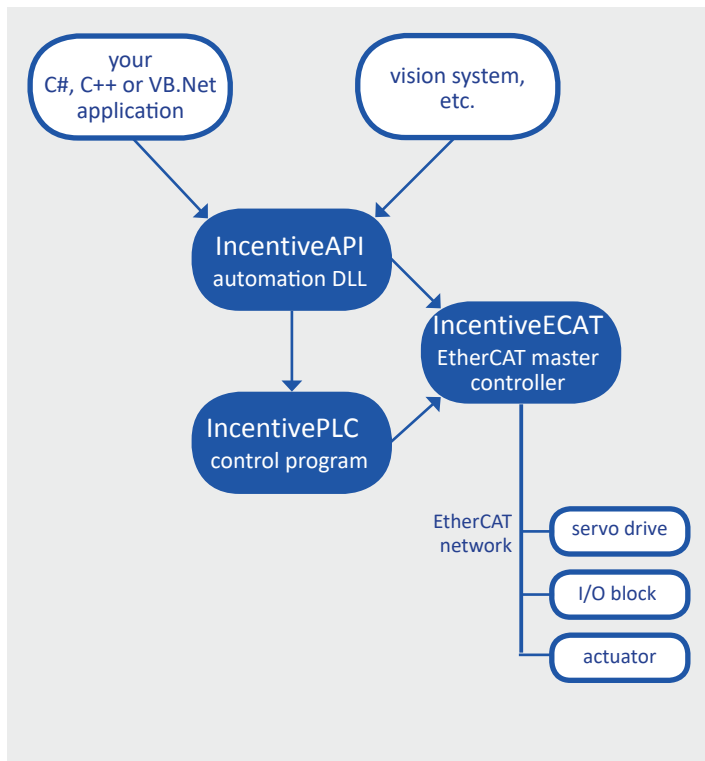 your
C#, C++ or VB.Net
application
vision system,
etc.
IncentiveAPI
automation DLL
IncentiveECAT
EtherCAT master
controller
IncentivePLC
control program
EtherCAT
network
servo drive
I/O block
actuator